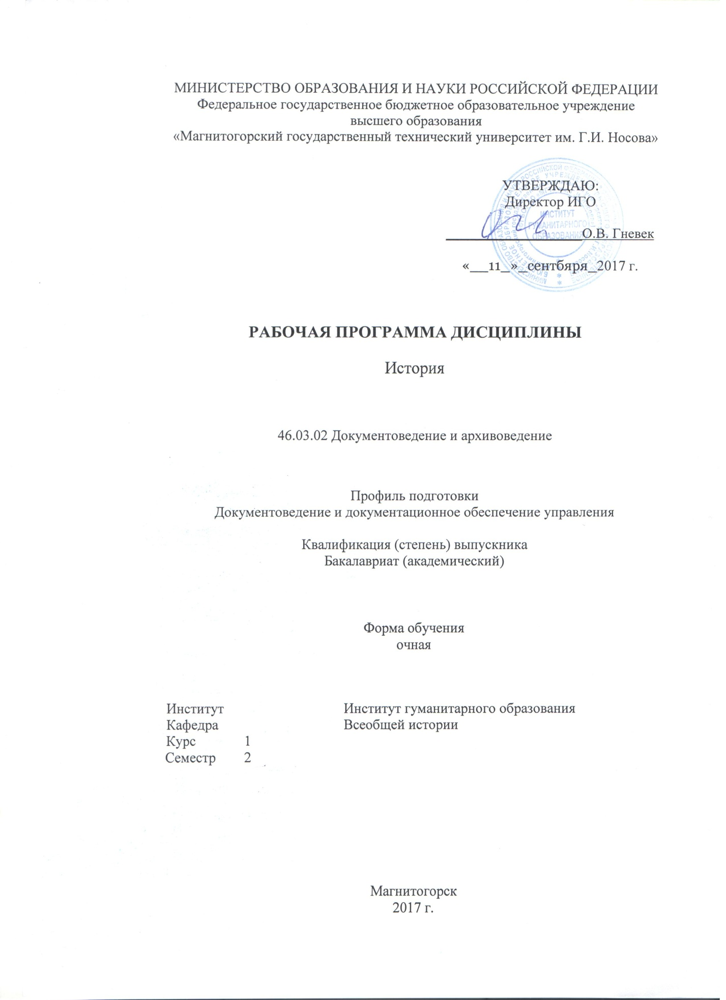 МИНИСТЕРСТВО ОБРАЗОВАНИЯ И НАУКИ РОССИЙСКОЙ ФЕДЕРАЦИИ
Федеральное государственное бюджетное образовательное учреждение
высшего образования
«Магнитогорский государственный технический университет им. Г.И. Носова»
УТВЕРЖДАЮ:
Директор ИГО
ИНСТИТУТ
ГУМАНИТАРНОГО
ОБРАЗОВАНИЯ
О.В. Гневек
«__11_»_сентбяря_2017 г.
РАБОЧАЯ ПРОГРАММА ДИСЦИПЛИНЫ
История
46.03.02 Документоведение и архивоведение
Профиль подготовки
Документоведение и документационное обеспечение управления
Квалификация (степень) выпускника
Бакалавриат (академический)
Форма обучения
очная
Институт Институт гуманитарного образования
Кафедра Всеобщей истории
Курс 1
Семестр 2
Магнитогорск
2017 г.